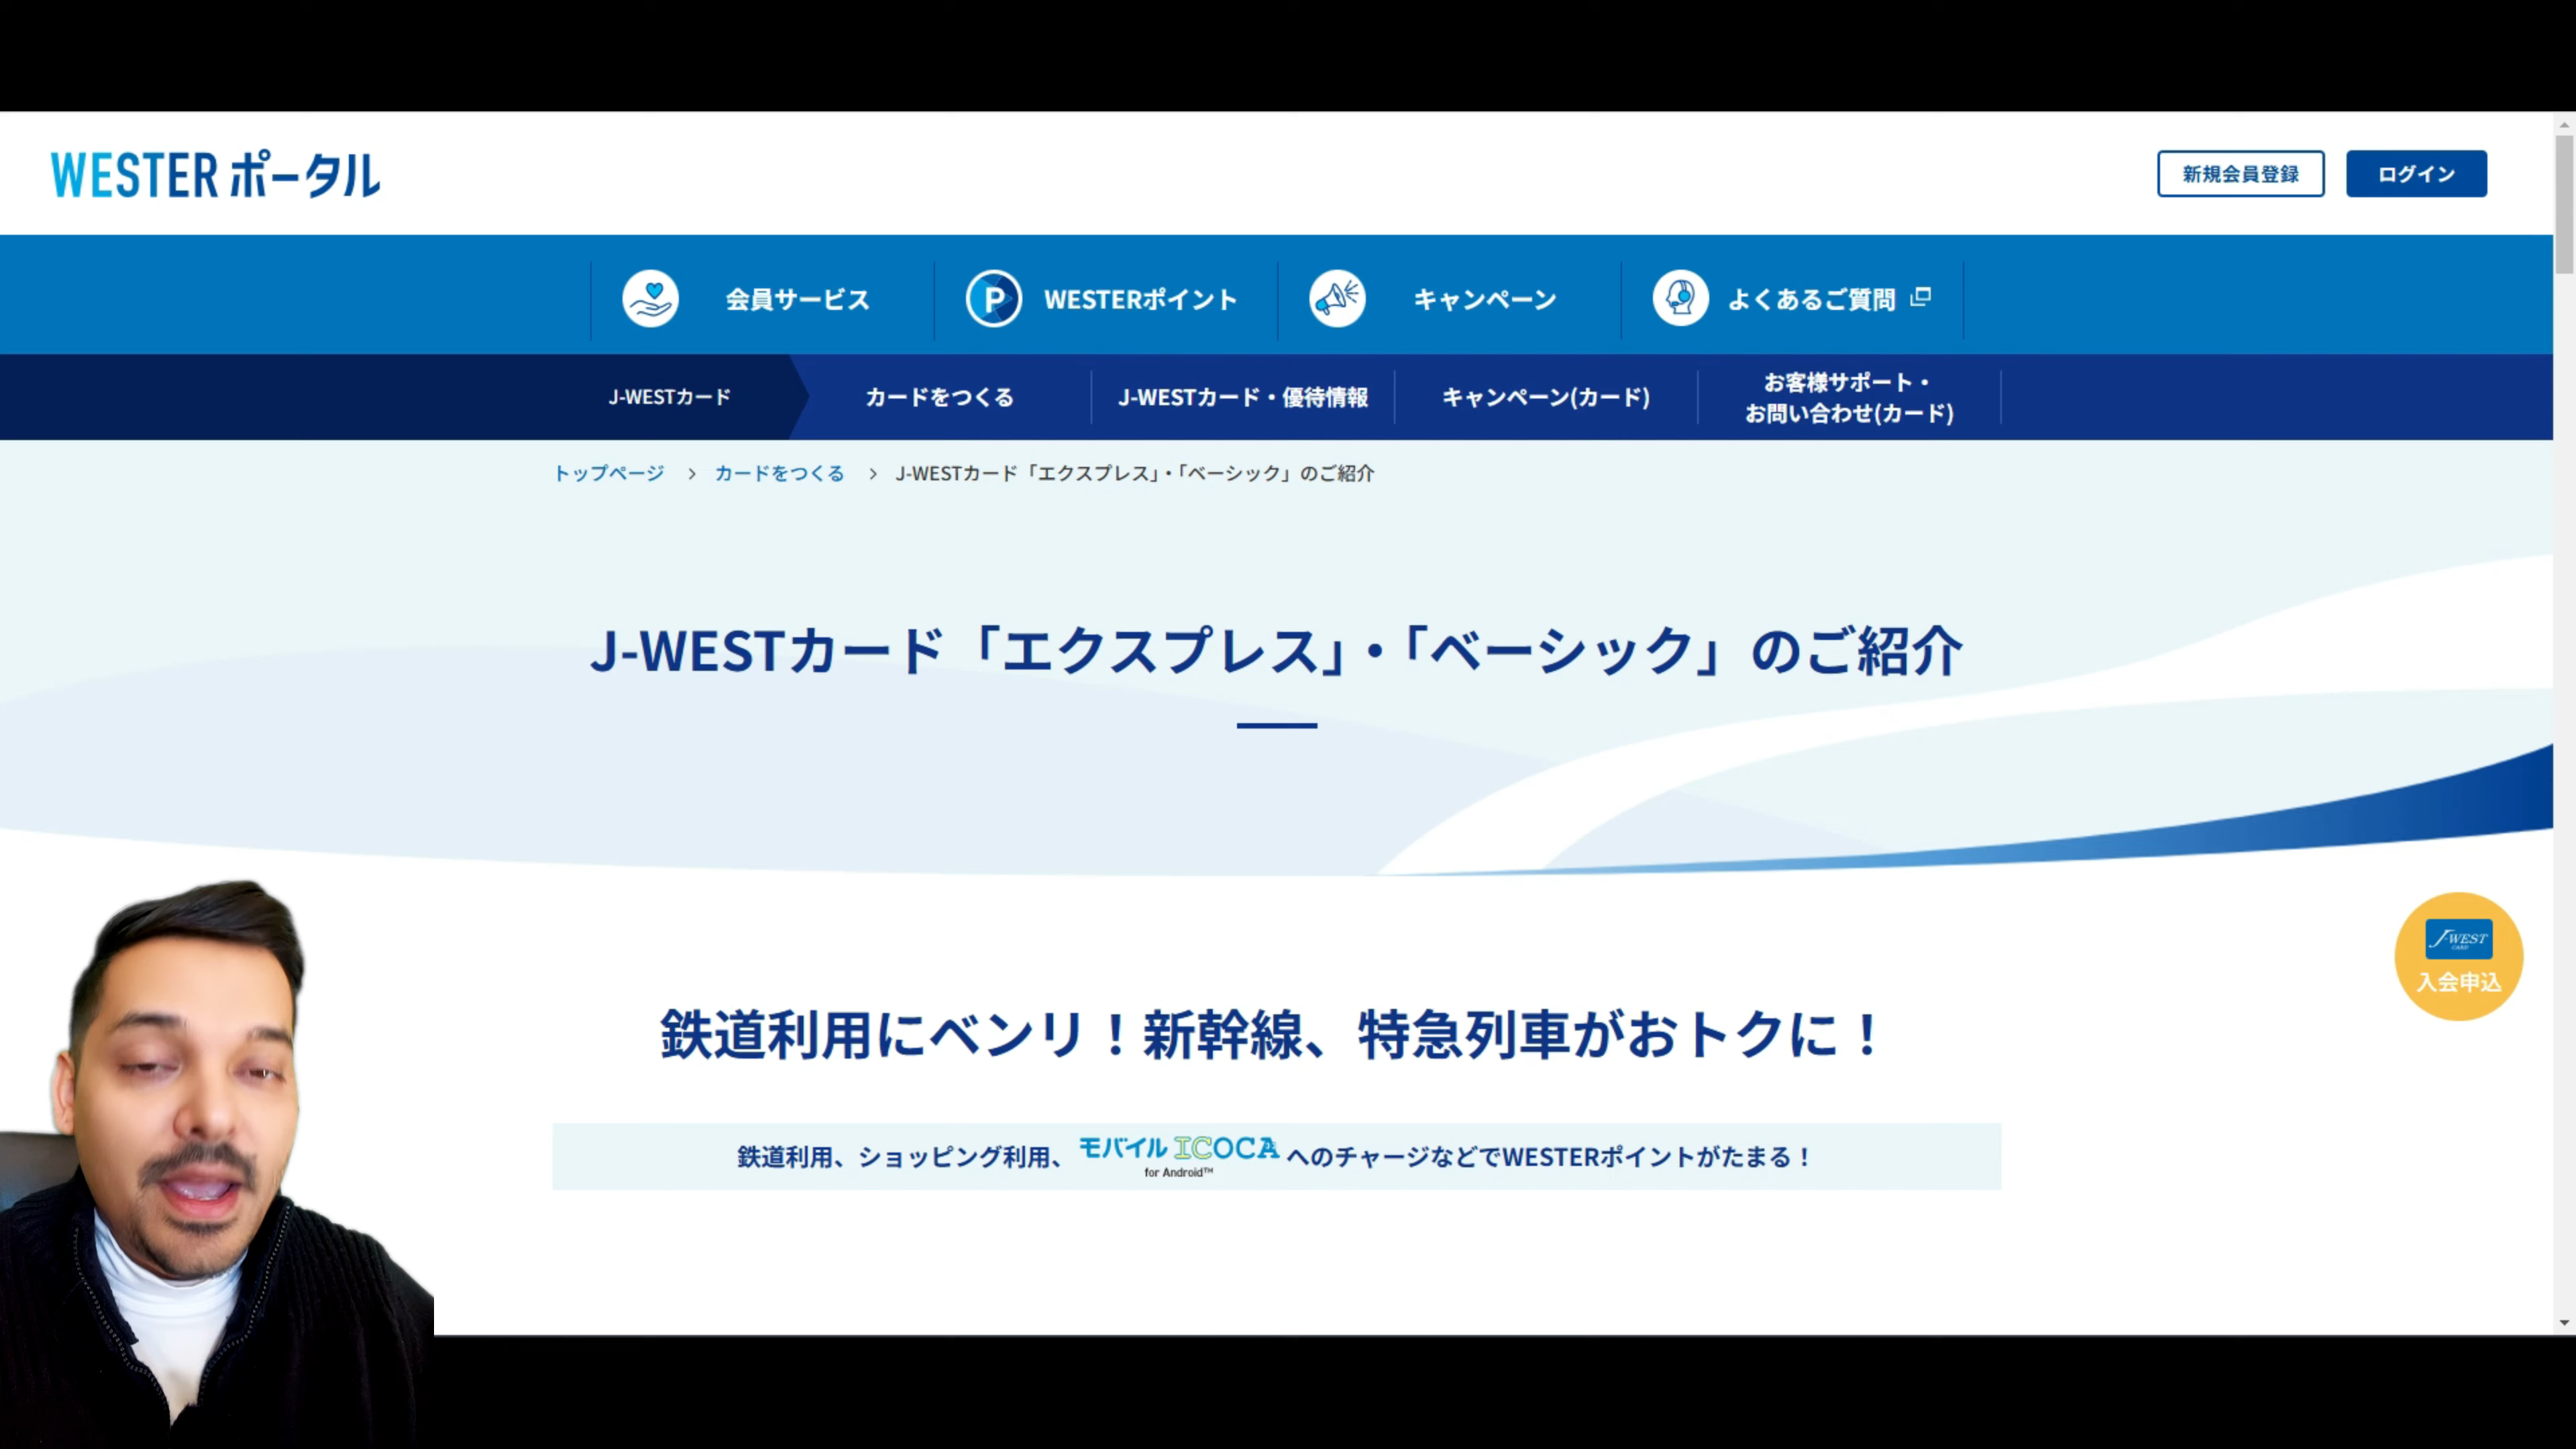 WESTER ポータル
新規会員登録
ログイン
会員サービス
WESTERポイント
キャンペーン
よくあるご質問
J-WESTカード
カードをつくる
J-WESTカード・優待情報
キャンペーン(カード)
お客様サポート・
お問い合わせ(カード)
トップページ > カードをつくる > J-WESTカード「エクスプレス」・「ベーシック」のご紹介
J-WESTカード「エクスプレス」・「ベーシック」のご紹介
J-WEST
CARD
入会申込
鉄道利用にベンリ！新幹線、特急列車がおトクに！
鉄道利用、ショッピング利用、モバイル ICOCA for Android™ へのチャージなどでWESTERポイントがたまる！